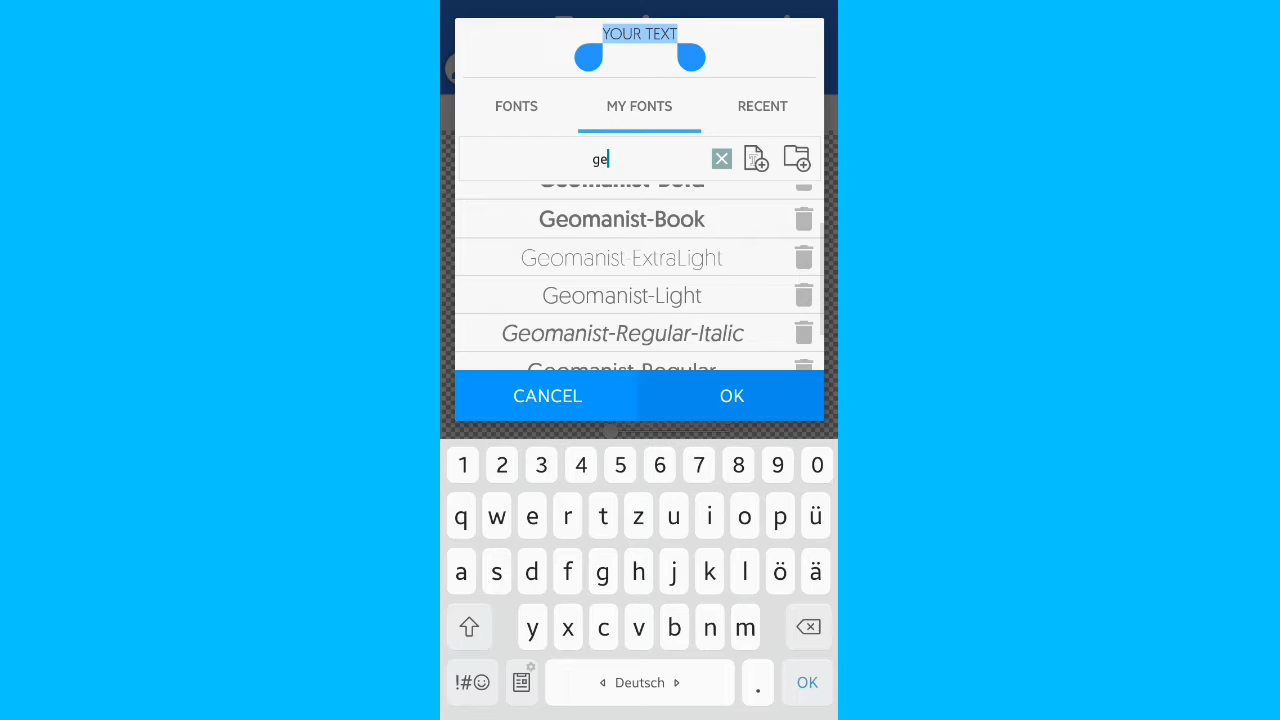 YOUR TEXT
FONTS MY FONTS RECENT
ge
Geomanist-Bold
Geomanist-Book
Geomanist-ExtraLight
Geomanist-Light
Geomanist-Regular-Italic
Geomanist-Regular
CANCEL OK
1 2 3 4 5 6 7 8 9 0
q w e r t z u i o p ü
a s d f g h j k l ö ä
y x c v b n m
!#☺ Deutsch . OK